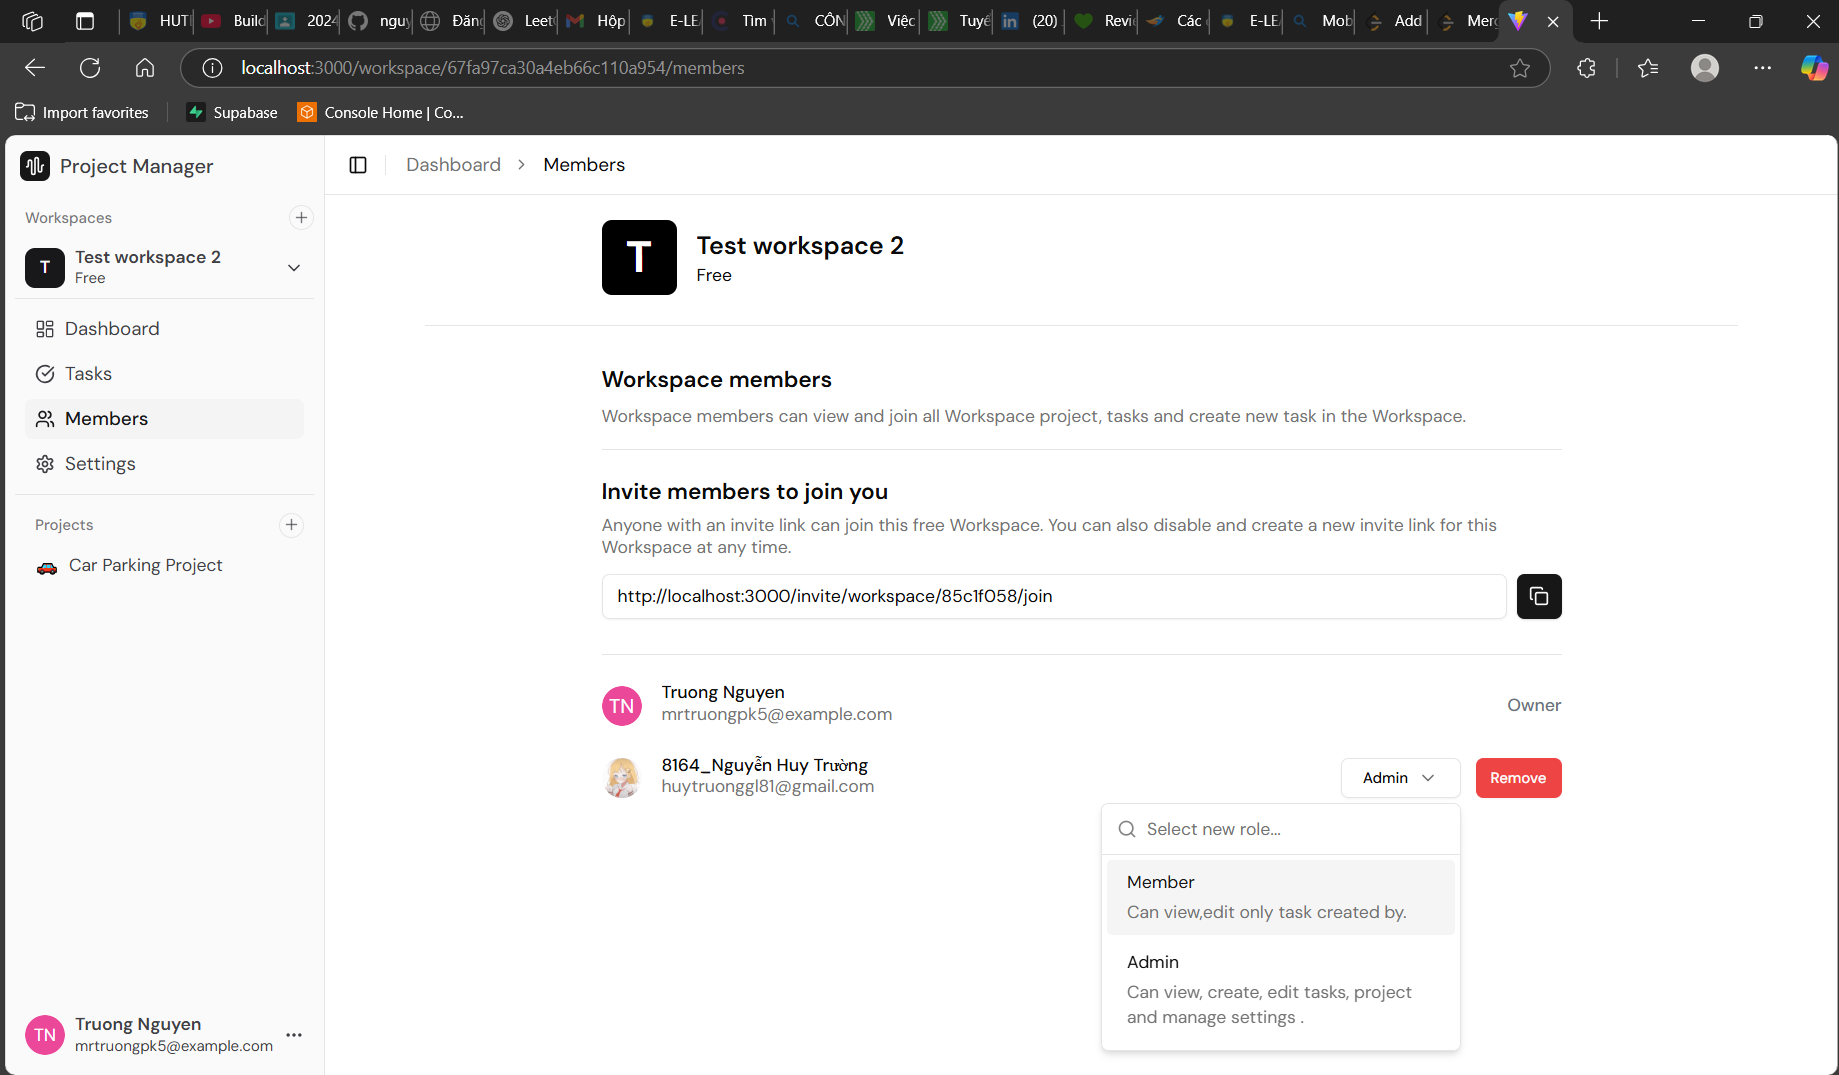 HUT
Build
2024
nguy
Đăng
Leet
Hộp
E-LE
Tìm
CÔN
Việc
Tuyể
(20)
Revie
Các
E-LE
Mob
Add
Merg
localhost:3000/workspace/67fa97ca30a4eb66c110a954/members
Import favorites
Supabase
Console Home | Co...
Project Manager
Workspaces
T
Test workspace 2
Free
Dashboard
Tasks
Members
Settings
Projects
Car Parking Project
TN
Truong Nguyen
mrtruongpk5@example.com
Dashboard > Members
T
Test workspace 2
Free
Workspace members
Workspace members can view and join all Workspace project, tasks and create new task in the Workspace.
Invite members to join you
Anyone with an invite link can join this free Workspace. You can also disable and create a new invite link for this
Workspace at any time.
http://localhost:3000/invite/workspace/85c1f058/join
TN
Truong Nguyen
mrtruongpk5@example.com
Owner
8164_Nguyễn Huy Trường
huytruonggl81@gmail.com
Admin
Remove
Select new role...
Member
Can view,edit only task created by.
Admin
Can view, create, edit tasks, project
and manage settings .